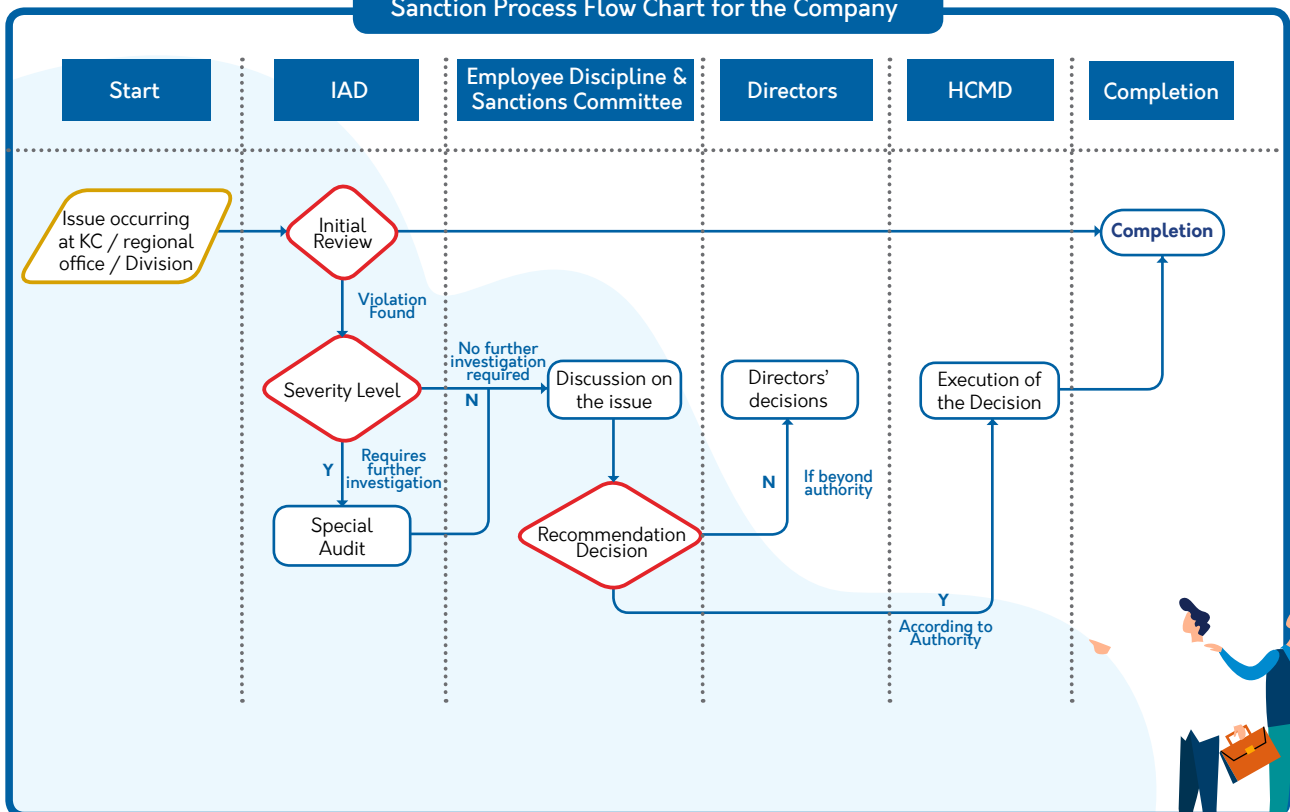 Sanction Process Flow Chart for the Company
Start
IAD
Employee Discipline &
Sanctions Committee
Directors
HCMD
Completion
Issue occurring
at KC / regional
office / Division
Initial
Review
Completion
Violation
Found
Severity Level
No further
investigation
required
N
Discussion on
the issue
Directors'
decisions
Execution of
the Decision
Y
Requires
further
investigation
Special
Audit
Recommendation
Decision
N
If beyond
authority
Y
According to
Authority